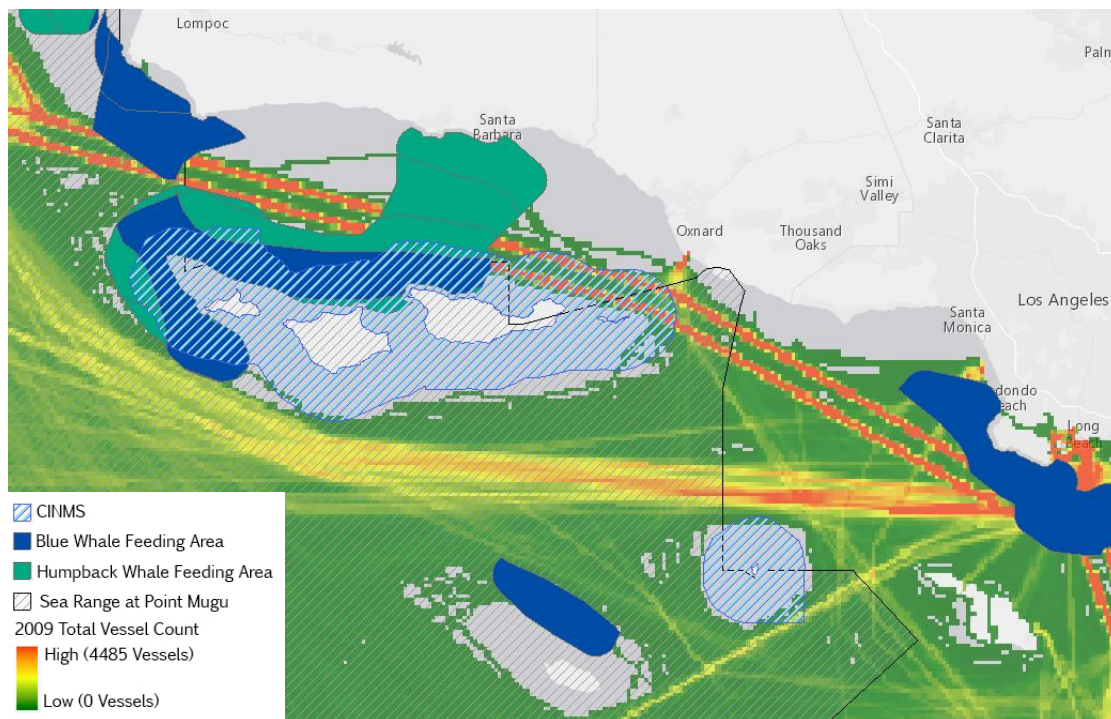 Lompoc
Palm
Santa
Barbara
Santa
Clarita
Simi
Valley
Oxnard
Thousand
Oaks
Los Angeles
Santa
Monica
dondo
each
Long
Beach
CINMS
Blue Whale Feeding Area
Humpback Whale Feeding Area
Sea Range at Point Mugu
2009 Total Vessel Count
High (4485 Vessels)
Low (0 Vessels)